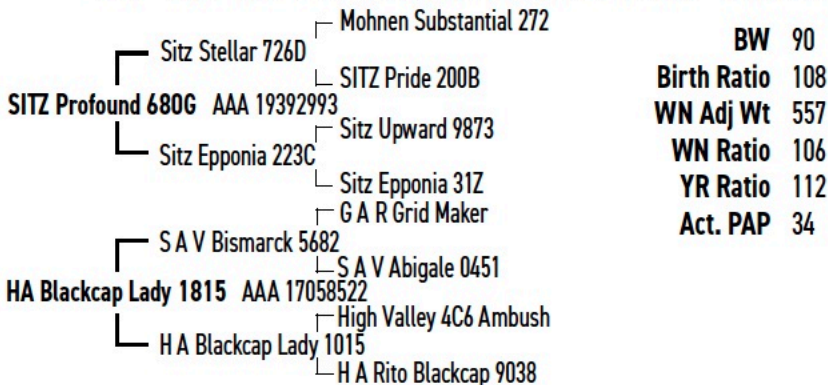 Mohnen Substantial 272
Sitz Stellar 726D
SITZ Pride 200B
SITZ Profound 680G AAA 19392993
Sitz Upward 9873
Sitz Epponia 223C
Sitz Epponia 31Z
G A R Grid Maker
S A V Bismarck 5682
S A V Abigale 0451
HA Blackcap Lady 1815 AAA 17058522
High Valley 4C6 Ambush
H A Blackcap Lady 1015
H A Rito Blackcap 9038
BW 90
Birth Ratio 108
WN Adj Wt 557
WN Ratio 106
YR Ratio 112
Act. PAP 34